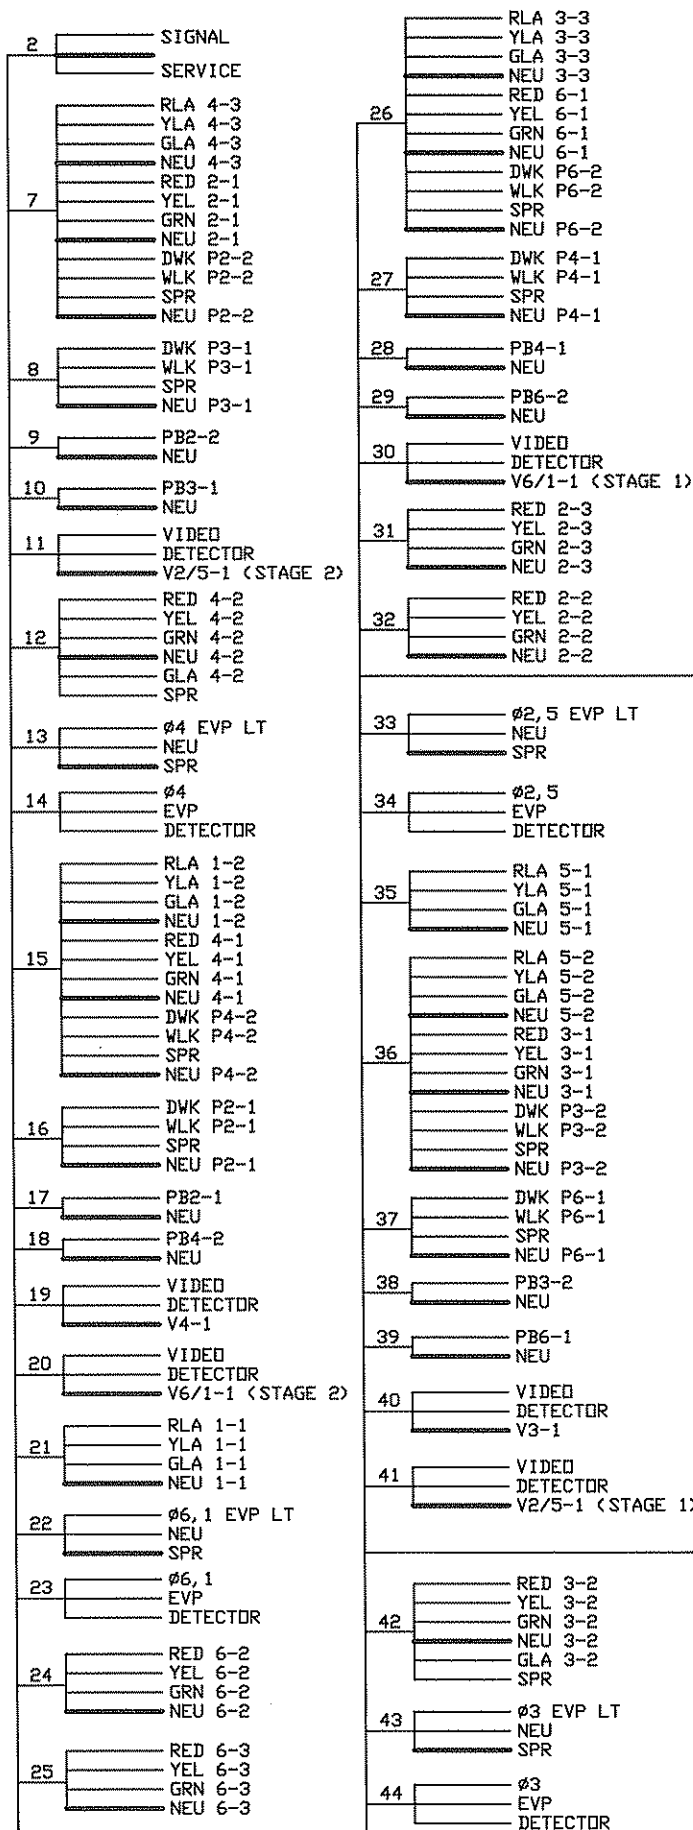 2
SIGNAL
SERVICE
7
RLA 4-3
YLA 4-3
GLA 4-3
NEU 4-3
RED 2-1
YEL 2-1
GRN 2-1
NEU 2-1
DWK P2-2
WLK P2-2
SPR
NEU P2-2
8
DWK P3-1
WLK P3-1
SPR
NEU P3-1
9
PB2-2
NEU
10
PB3-1
NEU
11
VIDEO
DETECTOR
V2/5-1 (STAGE 2)
12
RED 4-2
YEL 4-2
GRN 4-2
NEU 4-2
GLA 4-2
SPR
13
Ø4 EVP LT
NEU
SPR
14
Ø4
EVP
DETECTOR
15
RLA 1-2
YLA 1-2
GLA 1-2
NEU 1-2
RED 4-1
YEL 4-1
GRN 4-1
NEU 4-1
DWK P4-2
WLK P4-2
SPR
NEU P4-2
16
DWK P2-1
WLK P2-1
SPR
NEU P2-1
17
PB2-1
NEU
18
PB4-2
NEU
19
VIDEO
DETECTOR
V4-1
20
VIDEO
DETECTOR
V6/1-1 (STAGE 2)
21
RLA 1-1
YLA 1-1
GLA 1-1
NEU 1-1
22
Ø6,1 EVP LT
NEU
SPR
23
Ø6,1
EVP
DETECTOR
24
RED 6-2
YEL 6-2
GRN 6-2
NEU 6-2
25
RED 6-3
YEL 6-3
GRN 6-3
NEU 6-3
26
RLA 3-3
YLA 3-3
GLA 3-3
NEU 3-3
RED 6-1
YEL 6-1
GRN 6-1
NEU 6-1
DWK P6-2
WLK P6-2
SPR
NEU P6-2
27
DWK P4-1
WLK P4-1
SPR
NEU P4-1
28
PB4-1
NEU
29
PB6-2
NEU
30
VIDEO
DETECTOR
V6/1-1 (STAGE 1)
31
RED 2-3
YEL 2-3
GRN 2-3
NEU 2-3
32
RED 2-2
YEL 2-2
GRN 2-2
NEU 2-2
33
Ø2,5 EVP LT
NEU
SPR
34
Ø2,5
EVP
DETECTOR
35
RLA 5-1
YLA 5-1
GLA 5-1
NEU 5-1
36
RLA 5-2
YLA 5-2
GLA 5-2
NEU 5-2
RED 3-1
YEL 3-1
GRN 3-1
NEU 3-1
DWK P3-2
WLK P3-2
SPR
NEU P3-2
37
DWK P6-1
WLK P6-1
SPR
NEU P6-1
38
PB3-2
NEU
39
PB6-1
NEU
40
VIDEO
DETECTOR
V3-1
41
VIDEO
DETECTOR
V2/5-1 (STAGE 1)
42
RED 3-2
YEL 3-2
GRN 3-2
NEU 3-2
GLA 3-2
SPR
43
Ø3 EVP LT
NEU
SPR
44
Ø3
EVP
DETECTOR